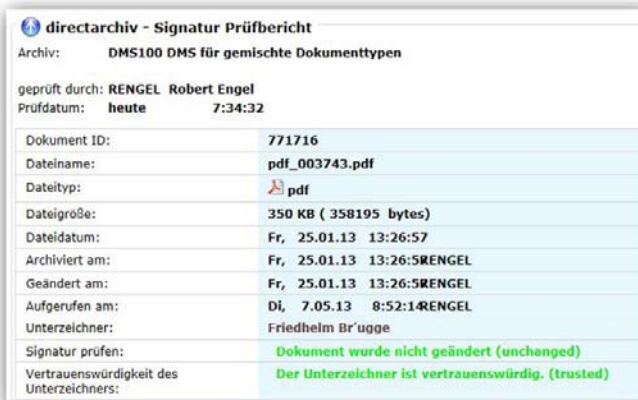 directarchiv - Signatur Prüfbericht
Archiv: DMS100 DMS für gemischte Dokumenttypen
geprüft durch: RENGEL Robert Engel
Prüfdatum: heute 7:34:32
Dokument ID: 771716
Dateiname: pdf_003743.pdf
Dateityp: pdf
Dateigröße: 350 KB ( 358195 bytes)
Dateidatum: Fr, 25.01.13 13:26:57
Archiviert am: Fr, 25.01.13 13:26:58RENGEL
Geändert am: Fr, 25.01.13 13:26:58RENGEL
Aufgerufen am: Di, 7.05.13 8:52:14RENGEL
Unterzeichner: Friedhelm Br´ugge
Signatur prüfen: Dokument wurde nicht geändert (unchanged)
Vertrauenswürdigkeit des Unterzeichners: Der Unterzeichner ist vertrauenswürdig. (trusted)